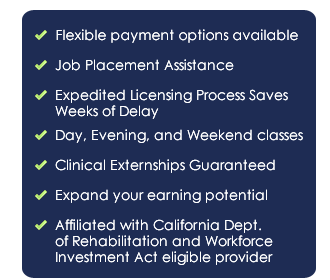 Flexible payment options available
Job Placement Assistance
Expedited Licensing Process Saves
Weeks of Delay
Day, Evening, and Weekend classes
Clinical Externships Guaranteed
Expand your earning potential
Affiliated with California Dept.
of Rehabilitation and Workforce
Investment Act eligible provider